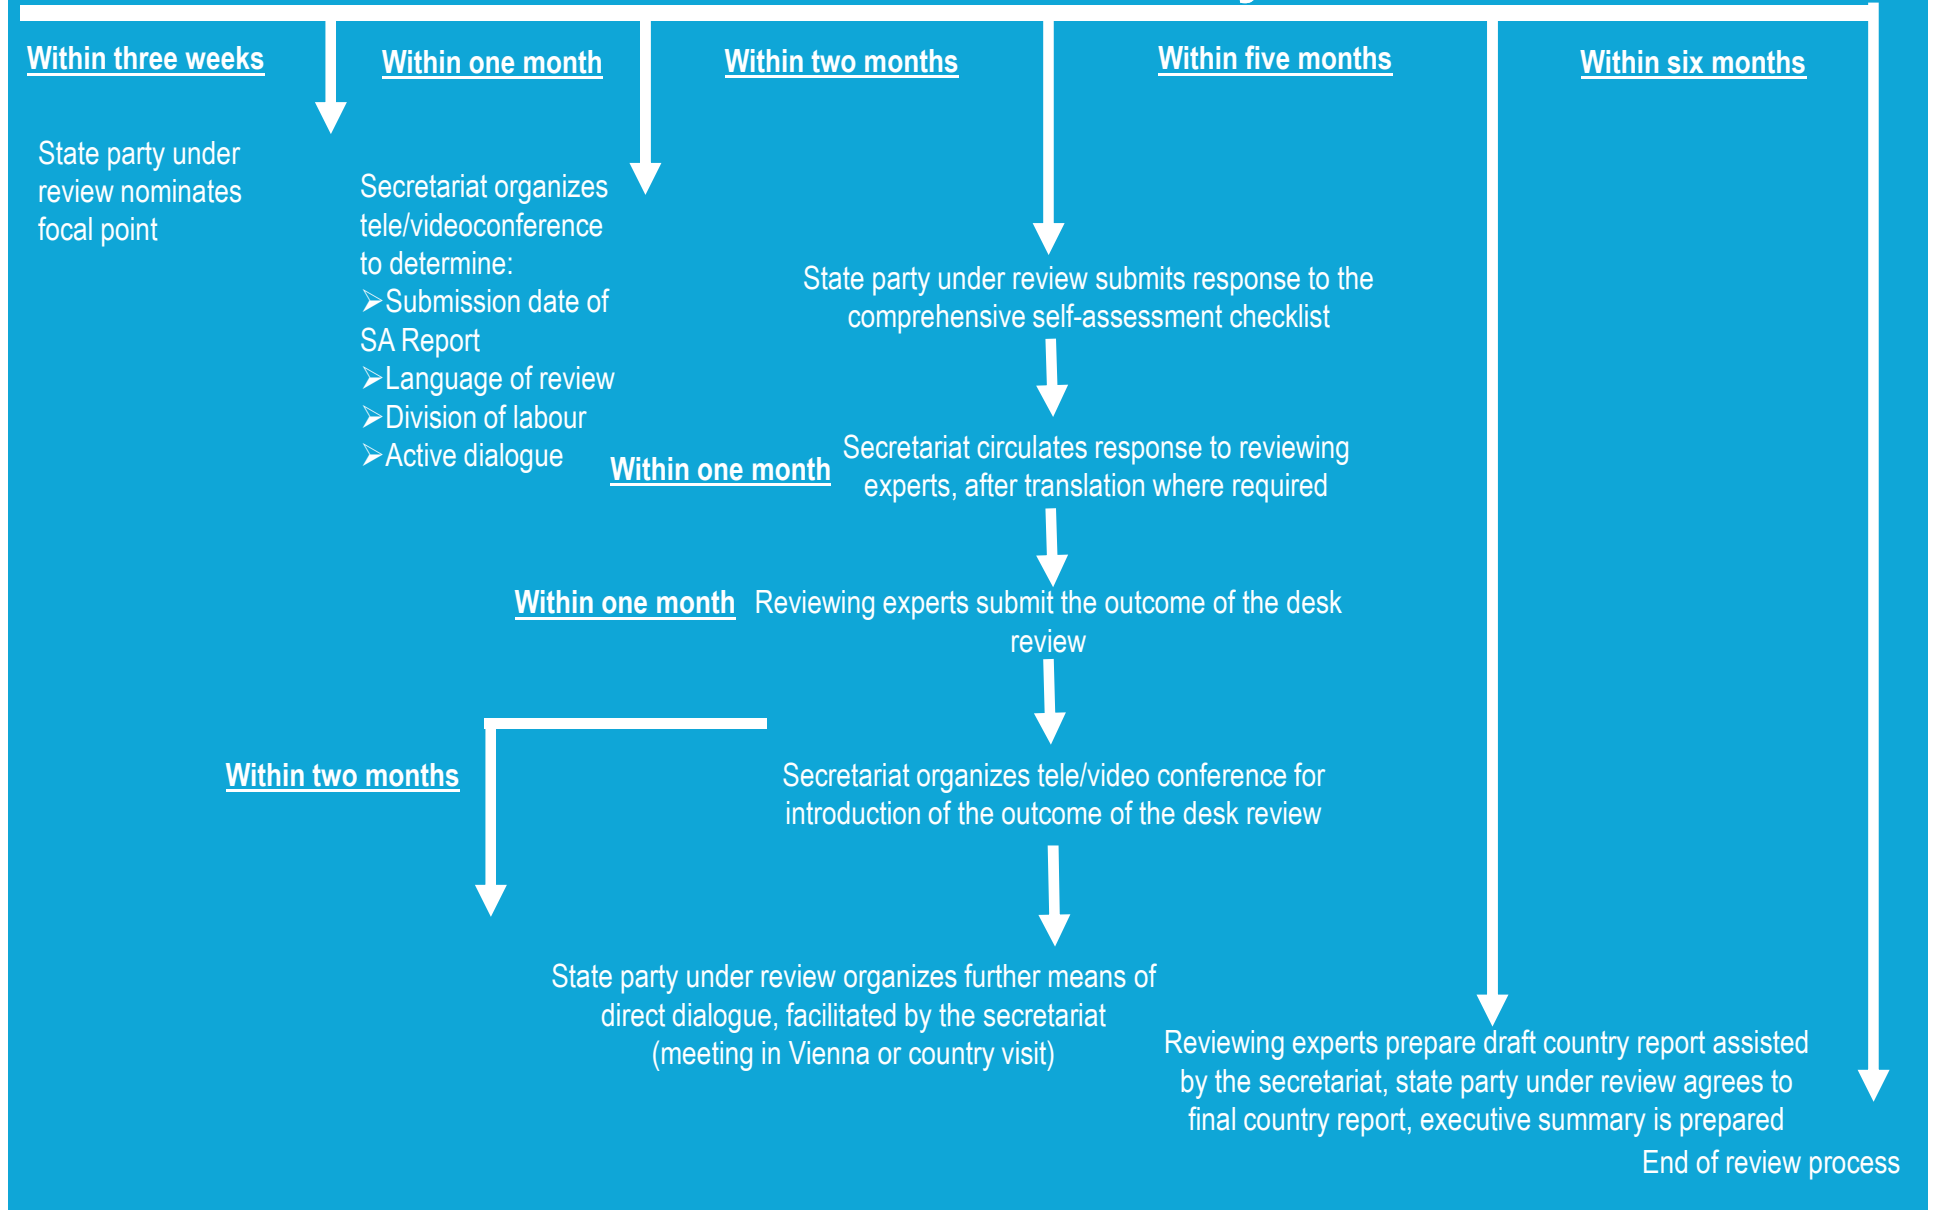 Within three weeks
Within one month
Within two months
Within five months
Within six months
State party under
review nominates
focal point
Secretariat organizes
tele/videoconference
to determine:
➢Submission date of
SA Report
➢Language of review
➢Division of labour
➢Active dialogue
State party under review submits response to the
comprehensive self-assessment checklist
Within one month
Secretariat circulates response to reviewing
experts, after translation where required
Within one month
Reviewing experts submit the outcome of the desk
review
Within two months
Secretariat organizes tele/video conference for
introduction of the outcome of the desk review
State party under review organizes further means of
direct dialogue, facilitated by the secretariat
(meeting in Vienna or country visit)
Reviewing experts prepare draft country report assisted
by the secretariat, state party under review agrees to
final country report, executive summary is prepared
End of review process